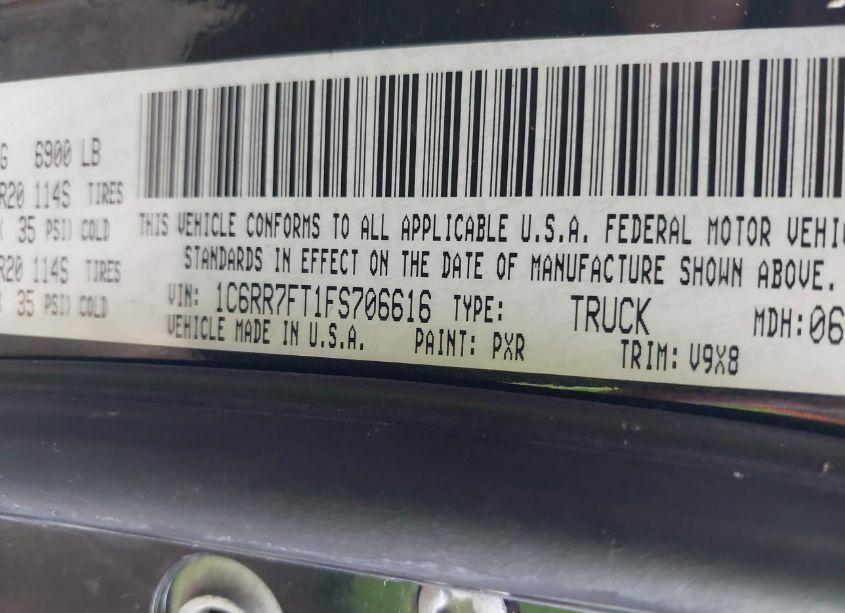 G 6900 LB
R20 114S TIRES
35 PSI) COLD
R20 114S TIRES
35 PSI) COLD
THIS VEHICLE CONFORMS TO ALL APPLICABLE U.S.A. FEDERAL MOTOR VEHI
STANDARDS IN EFFECT ON THE DATE OF MANUFACTURE SHOWN ABOVE.
VIN: 1C6RR7FT1FS706616 TYPE: TRUCK MDH:06
VEHICLE MADE IN U.S.A. PAINT: PXR TRIM: V9X8